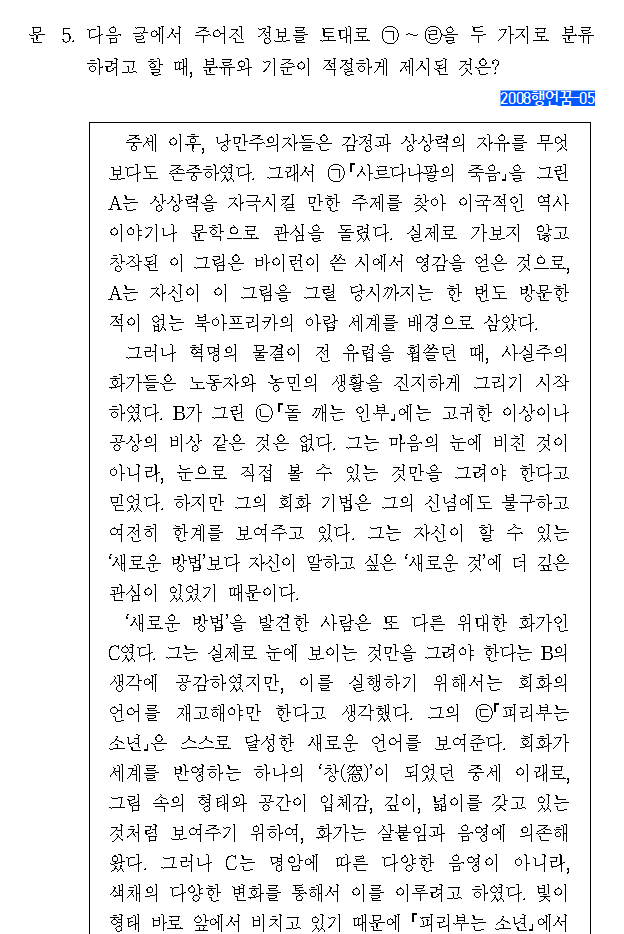 문 5. 다음 글에서 주어진 정보를 토대로 ㉠~㉣을 두 가지로 분류
하려고 할 때, 분류와 기준이 적절하게 제시된 것은?
2008행언꿈-05
중세 이후, 낭만주의자들은 감정과 상상력의 자유를 무엇
보다도 존중하였다. 그래서 ㉠『사르다나팔의 죽음』을 그린
A는 상상력을 자극시킬 만한 주제를 찾아 이국적인 역사
이야기나 문학으로 관심을 돌렸다. 실제로 가보지 않고
창작된 이 그림은 바이런이 쓴 시에서 영감을 얻은 것으로,
A는 자신이 이 그림을 그릴 당시까지는 한 번도 방문한
적이 없는 북아프리카의 아랍 세계를 배경으로 삼았다.
그러나 혁명의 물결이 전 유럽을 휩쓸던 때, 사실주의
화가들은 노동자와 농민의 생활을 진지하게 그리기 시작
하였다. B가 그린 ㉡『돌 깨는 인부』에는 고귀한 이상이나
공상의 비상 같은 것은 없다. 그는 마음의 눈에 비친 것이
아니라, 눈으로 직접 볼 수 있는 것만을 그려야 한다고
믿었다. 하지만 그의 회화 기법은 그의 신념에도 불구하고
여전히 한계를 보여주고 있다. 그는 자신이 할 수 있는
‘새로운 방법’보다 자신이 말하고 싶은 ‘새로운 것’에 더 깊은
관심이 있었기 때문이다.
‘새로운 방법’을 발견한 사람은 또 다른 위대한 화가인
C였다. 그는 실제로 눈에 보이는 것만을 그려야 한다는 B의
생각에 공감하였지만, 이를 실행하기 위해서는 회화의
언어를 재고해야만 한다고 생각했다. 그의 ㉢『피리부는
소년』은 스스로 달성한 새로운 언어를 보여준다. 회화가
세계를 반영하는 하나의 ‘창(窓)’이 되었던 중세 이래로,
그림 속의 형태와 공간이 입체감, 깊이, 넓이를 갖고 있는
것처럼 보여주기 위하여, 화가는 살붙임과 음영에 의존해
왔다. 그러나 C는 명암에 따른 다양한 음영이 아니라,
색채의 다양한 변화를 통해서 이를 이루려고 하였다. 빛이
형태 바로 앞에서 비치고 있기 때문에 『피리부는 소년』에서